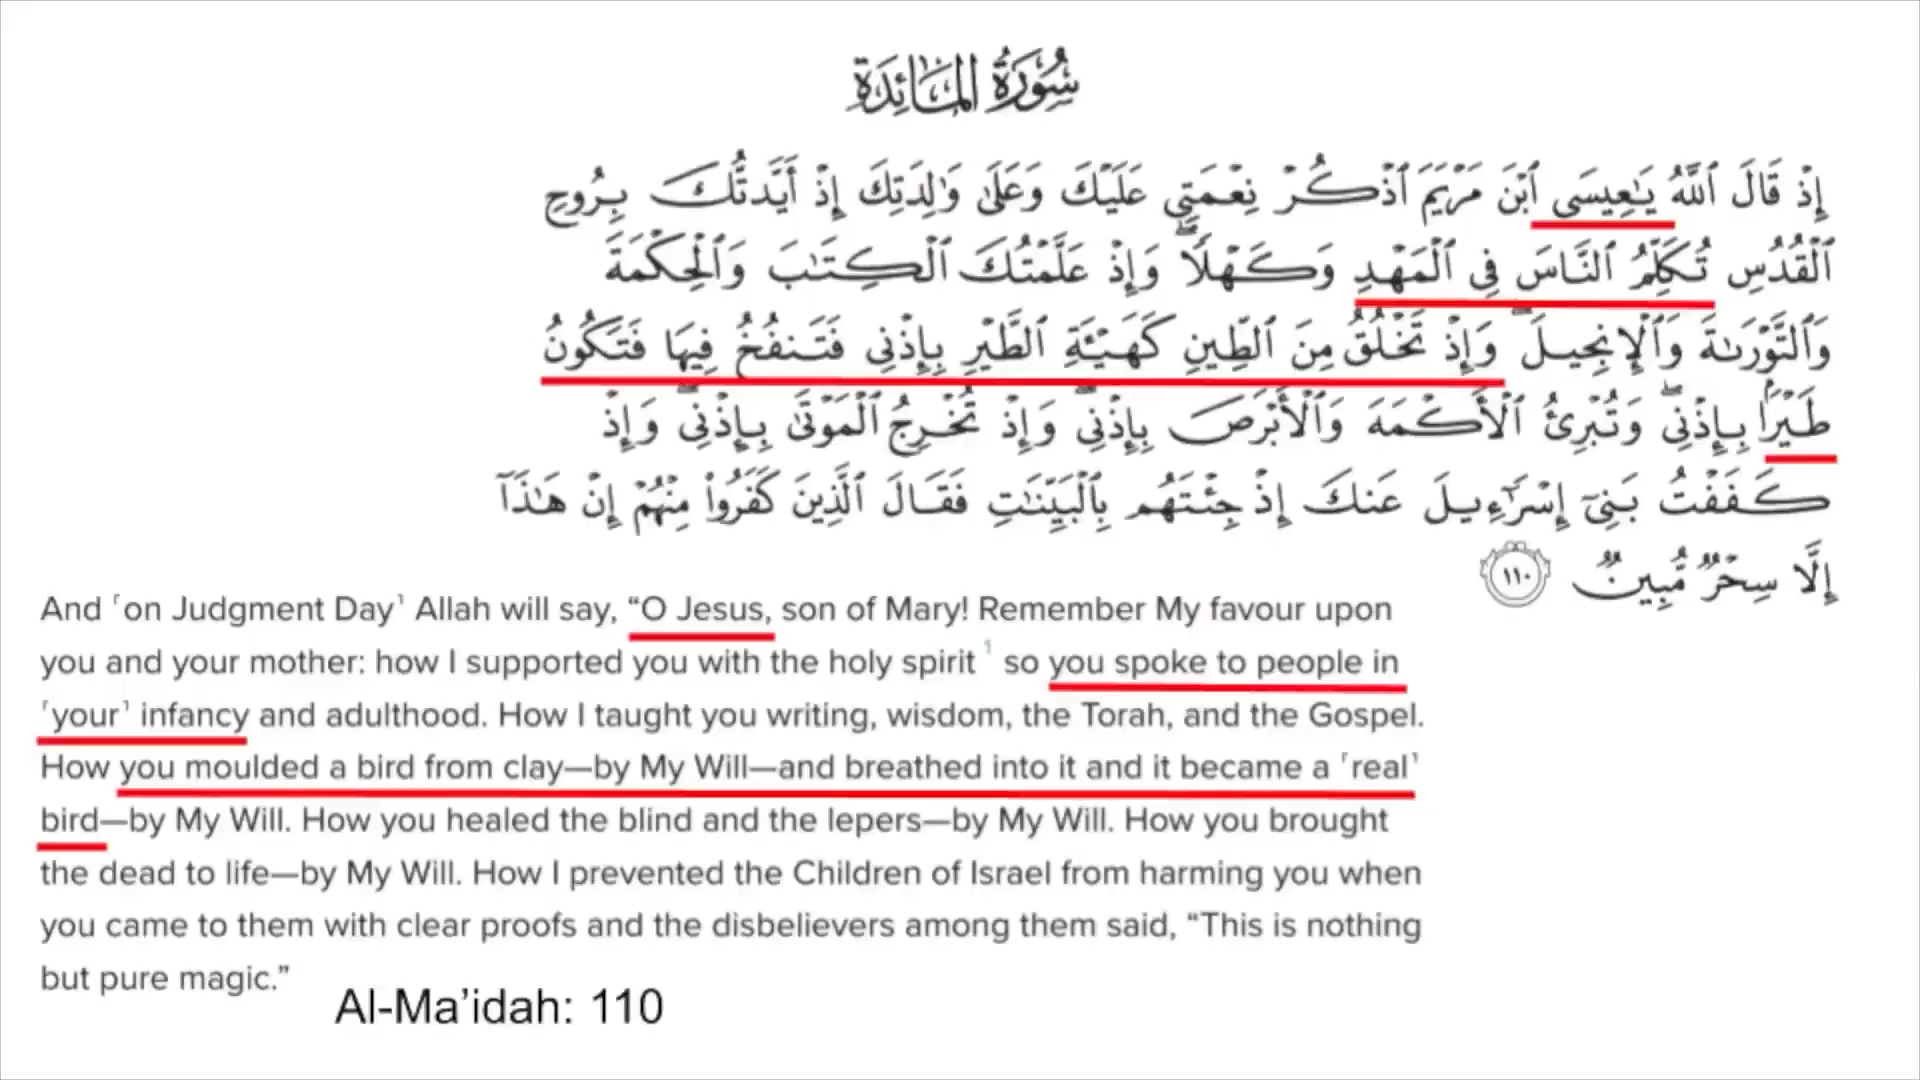 سُورَةُ المَائِدَةِ
إِذْ قَالَ ٱللَّهُ يَـٰعِيسَى ٱبْنَ مَرْيَمَ ٱذْكُرْ نِعْمَتِى عَلَيْكَ وَعَلَىٰ وَٰلِدَتِكَ إِذْ أَيَّدتُّكَ بِرُوحِ
ٱلْقُدُسِ تُكَلِّمُ ٱلنَّاسَ فِى ٱلْمَهْدِ وَكَهْلًا ۖ وَإِذْ عَلَّمْتُكَ ٱلْكِتَـٰبَ وَٱلْحِكْمَةَ
وَٱلتَّوْرَىٰةَ وَٱلْإِنجِيلَ ۖ وَإِذْ تَخْلُقُ مِنَ ٱلطِّينِ كَهَيْـَٔةِ ٱلطَّيْرِ بِإِذْنِى فَتَنفُخُ فِيهَا فَتَكُونُ
طَيْرًۢا بِإِذْنِى ۖ وَتُبْرِئُ ٱلْأَكْمَهَ وَٱلْأَبْرَصَ بِإِذْنِى ۖ وَإِذْ تُخْرِجُ ٱلْمَوْتَىٰ بِإِذْنِى ۖ وَإِذْ
كَفَفْتُ بَنِىٓ إِسْرَٰٓءِيلَ عَنكَ إِذْ جِئْتَهُم بِٱلْبَيِّنَـٰتِ فَقَالَ ٱلَّذِينَ كَفَرُوا۟ مِنْهُمْ إِنْ هَـٰذَآ
إِلَّا سِحْرٌ مُّبِينٌ ١١٠
And ˹on Judgment Day˺ Allah will say, “O Jesus, son of Mary! Remember My favour upon
you and your mother: how I supported you with the holy spirit ¹ so you spoke to people in
˹your˺ infancy and adulthood. How I taught you writing, wisdom, the Torah, and the Gospel.
How you moulded a bird from clay—by My Will—and breathed into it and it became a ˹real˺
bird—by My Will. How you healed the blind and the lepers—by My Will. How you brought
the dead to life—by My Will. How I prevented the Children of Israel from harming you when
you came to them with clear proofs and the disbelievers among them said, “This is nothing
but pure magic.”
Al-Ma’idah: 110